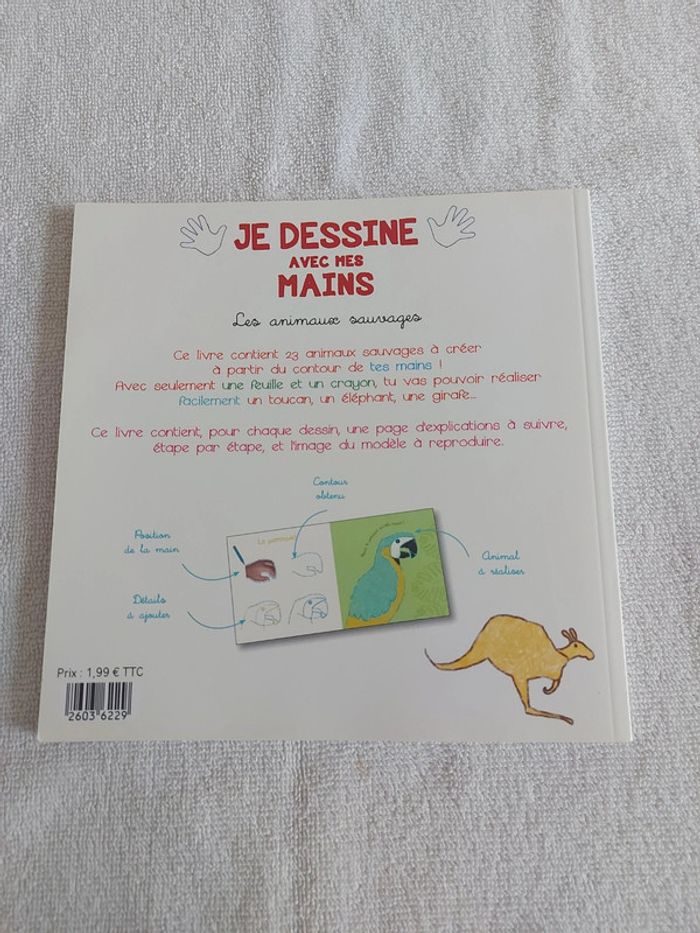 JE DESSINE
AVEC MES
MAINS
Les animaux sauvages
Ce livre contient 23 animaux sauvages à créer
à partir du contour de tes mains !
Avec seulement une feuille et un crayon, tu vas pouvoir réaliser
facilement un toucan, un éléphant, une girafe...
Ce livre contient, pour chaque dessin, une page d'explications à suivre,
étape par étape, et l'image du modèle à reproduire.
Contour
obtenu
Position
de la main
Animal
à réaliser
Détails
à ajouter
Prix : 1,99 € TTC
2603 6229